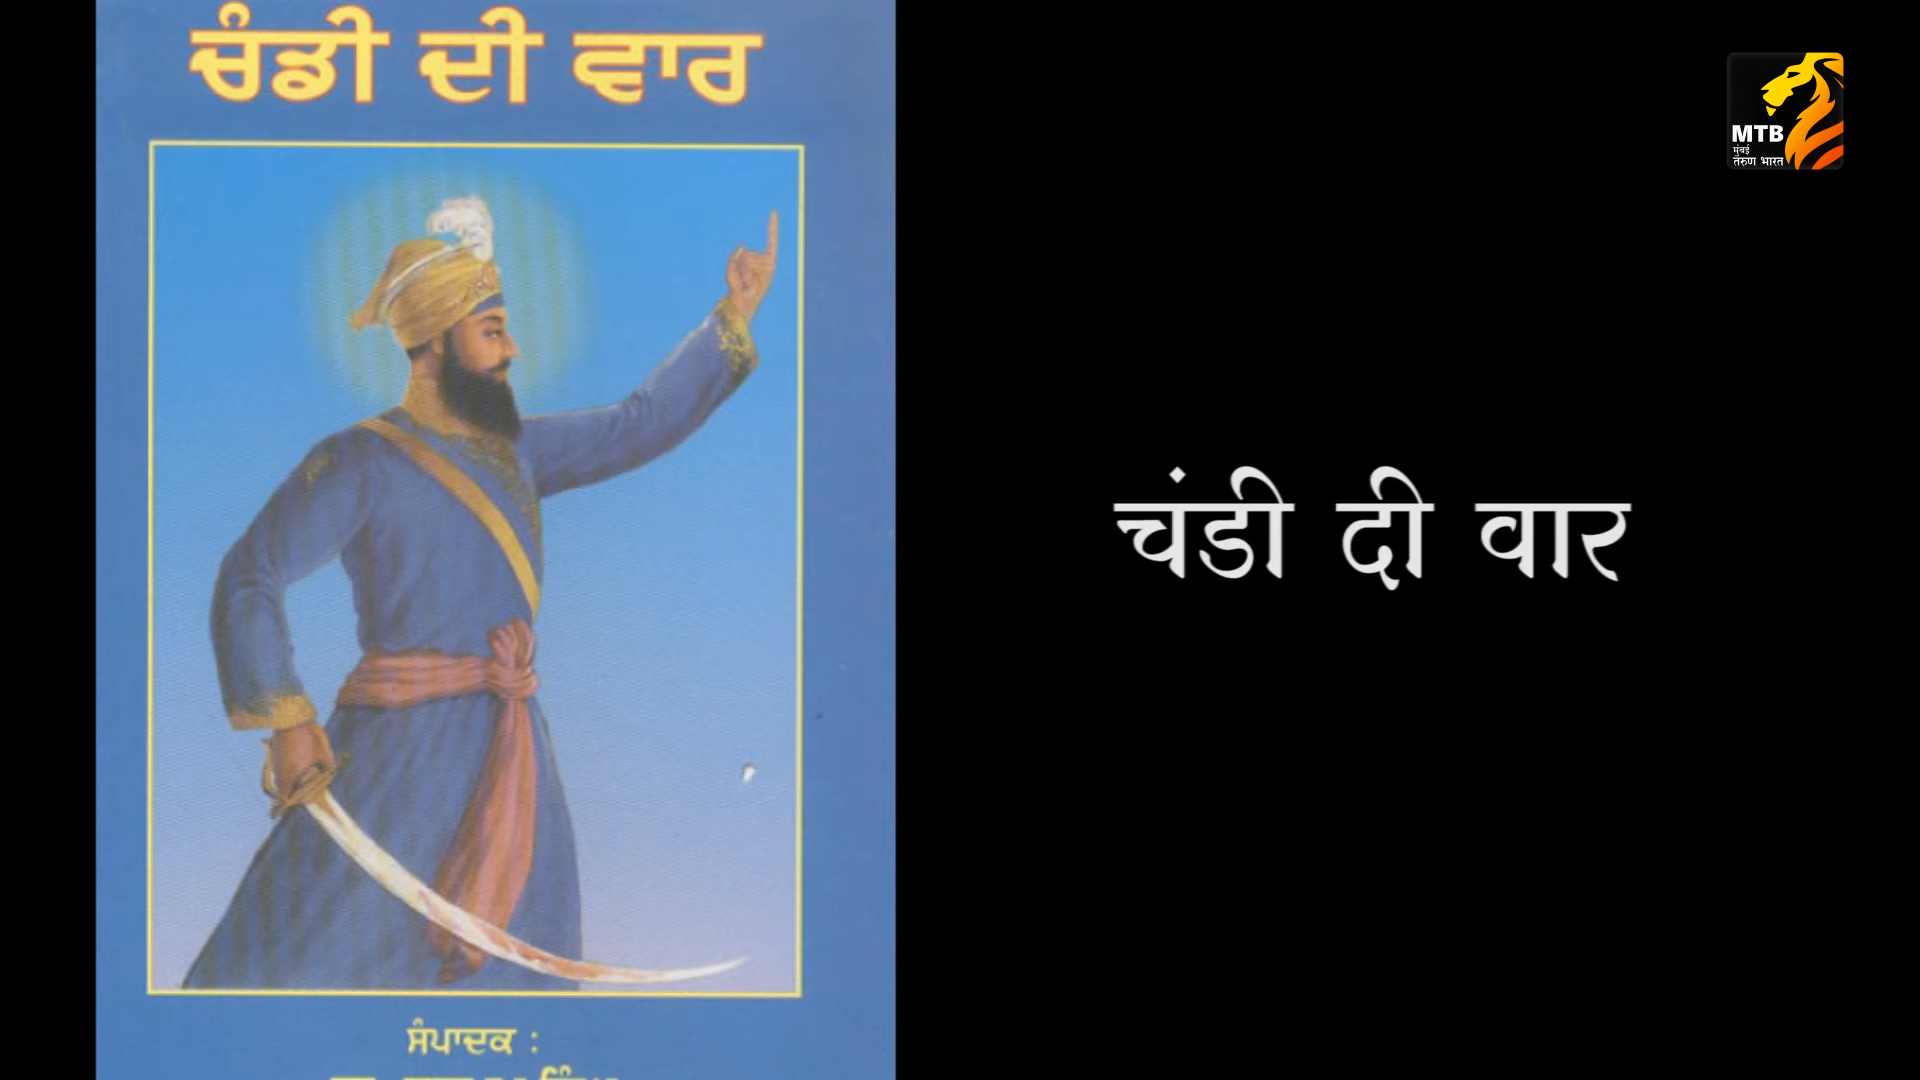 ਚੰਡੀ ਦੀ ਵਾਰ
ਸੰਪਾਦਕ :
चंडी दी वार
MTB
मुंबई
तरुण भारत